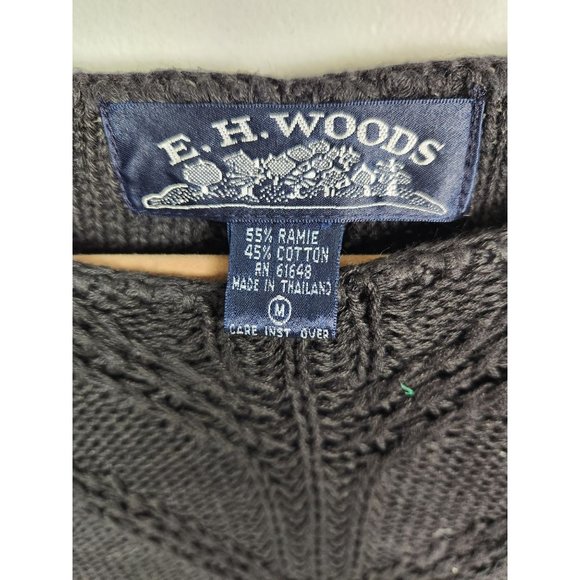 E.H.WOODS
55% RAMIE
45% COTTON
RN 61648
MADE IN THAILAND
M
CARE INST OVER